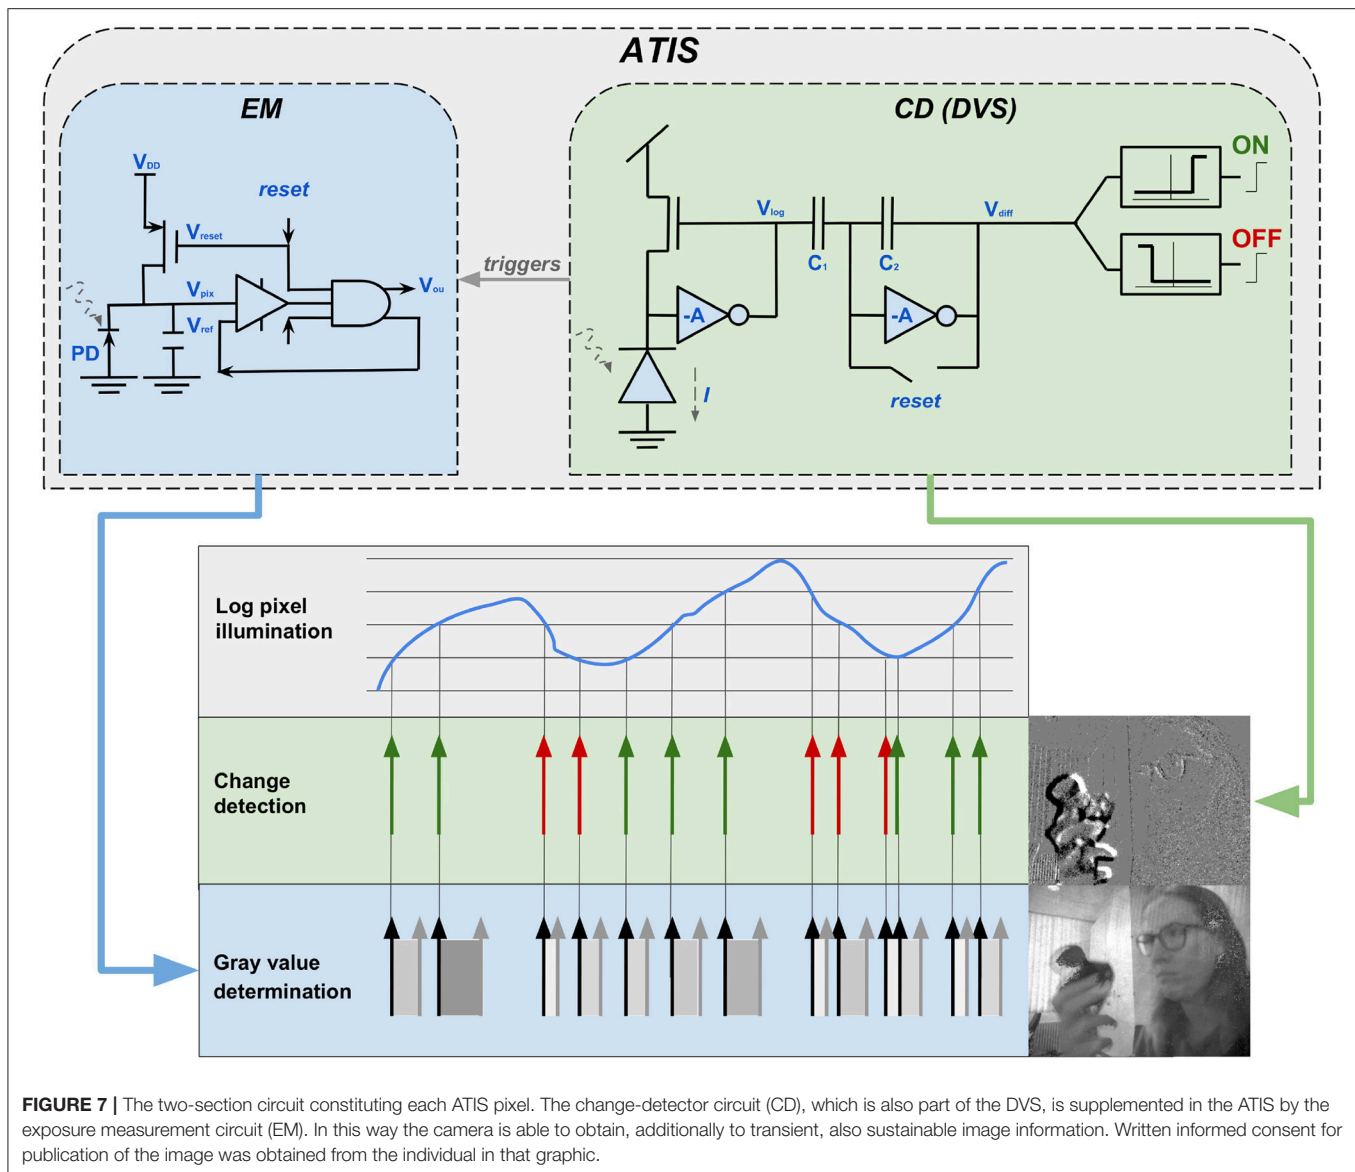 ATIS
EM
CD (DVS)
VDD
reset
Vreset
Vpix
Vref
Vou
PD
triggers
Vlog
C1
C2
Vdiff
-A
-A
I
reset
ON
OFF
Log pixel
illumination
Change
detection
Gray value
determination
FIGURE 7 | The two-section circuit constituting each ATIS pixel. The change-detector circuit (CD), which is also part of the DVS, is supplemented in the ATIS by the
exposure measurement circuit (EM). In this way the camera is able to obtain, additionally to transient, also sustainable image information. Written informed consent for
publication of the image was obtained from the individual in that graphic.